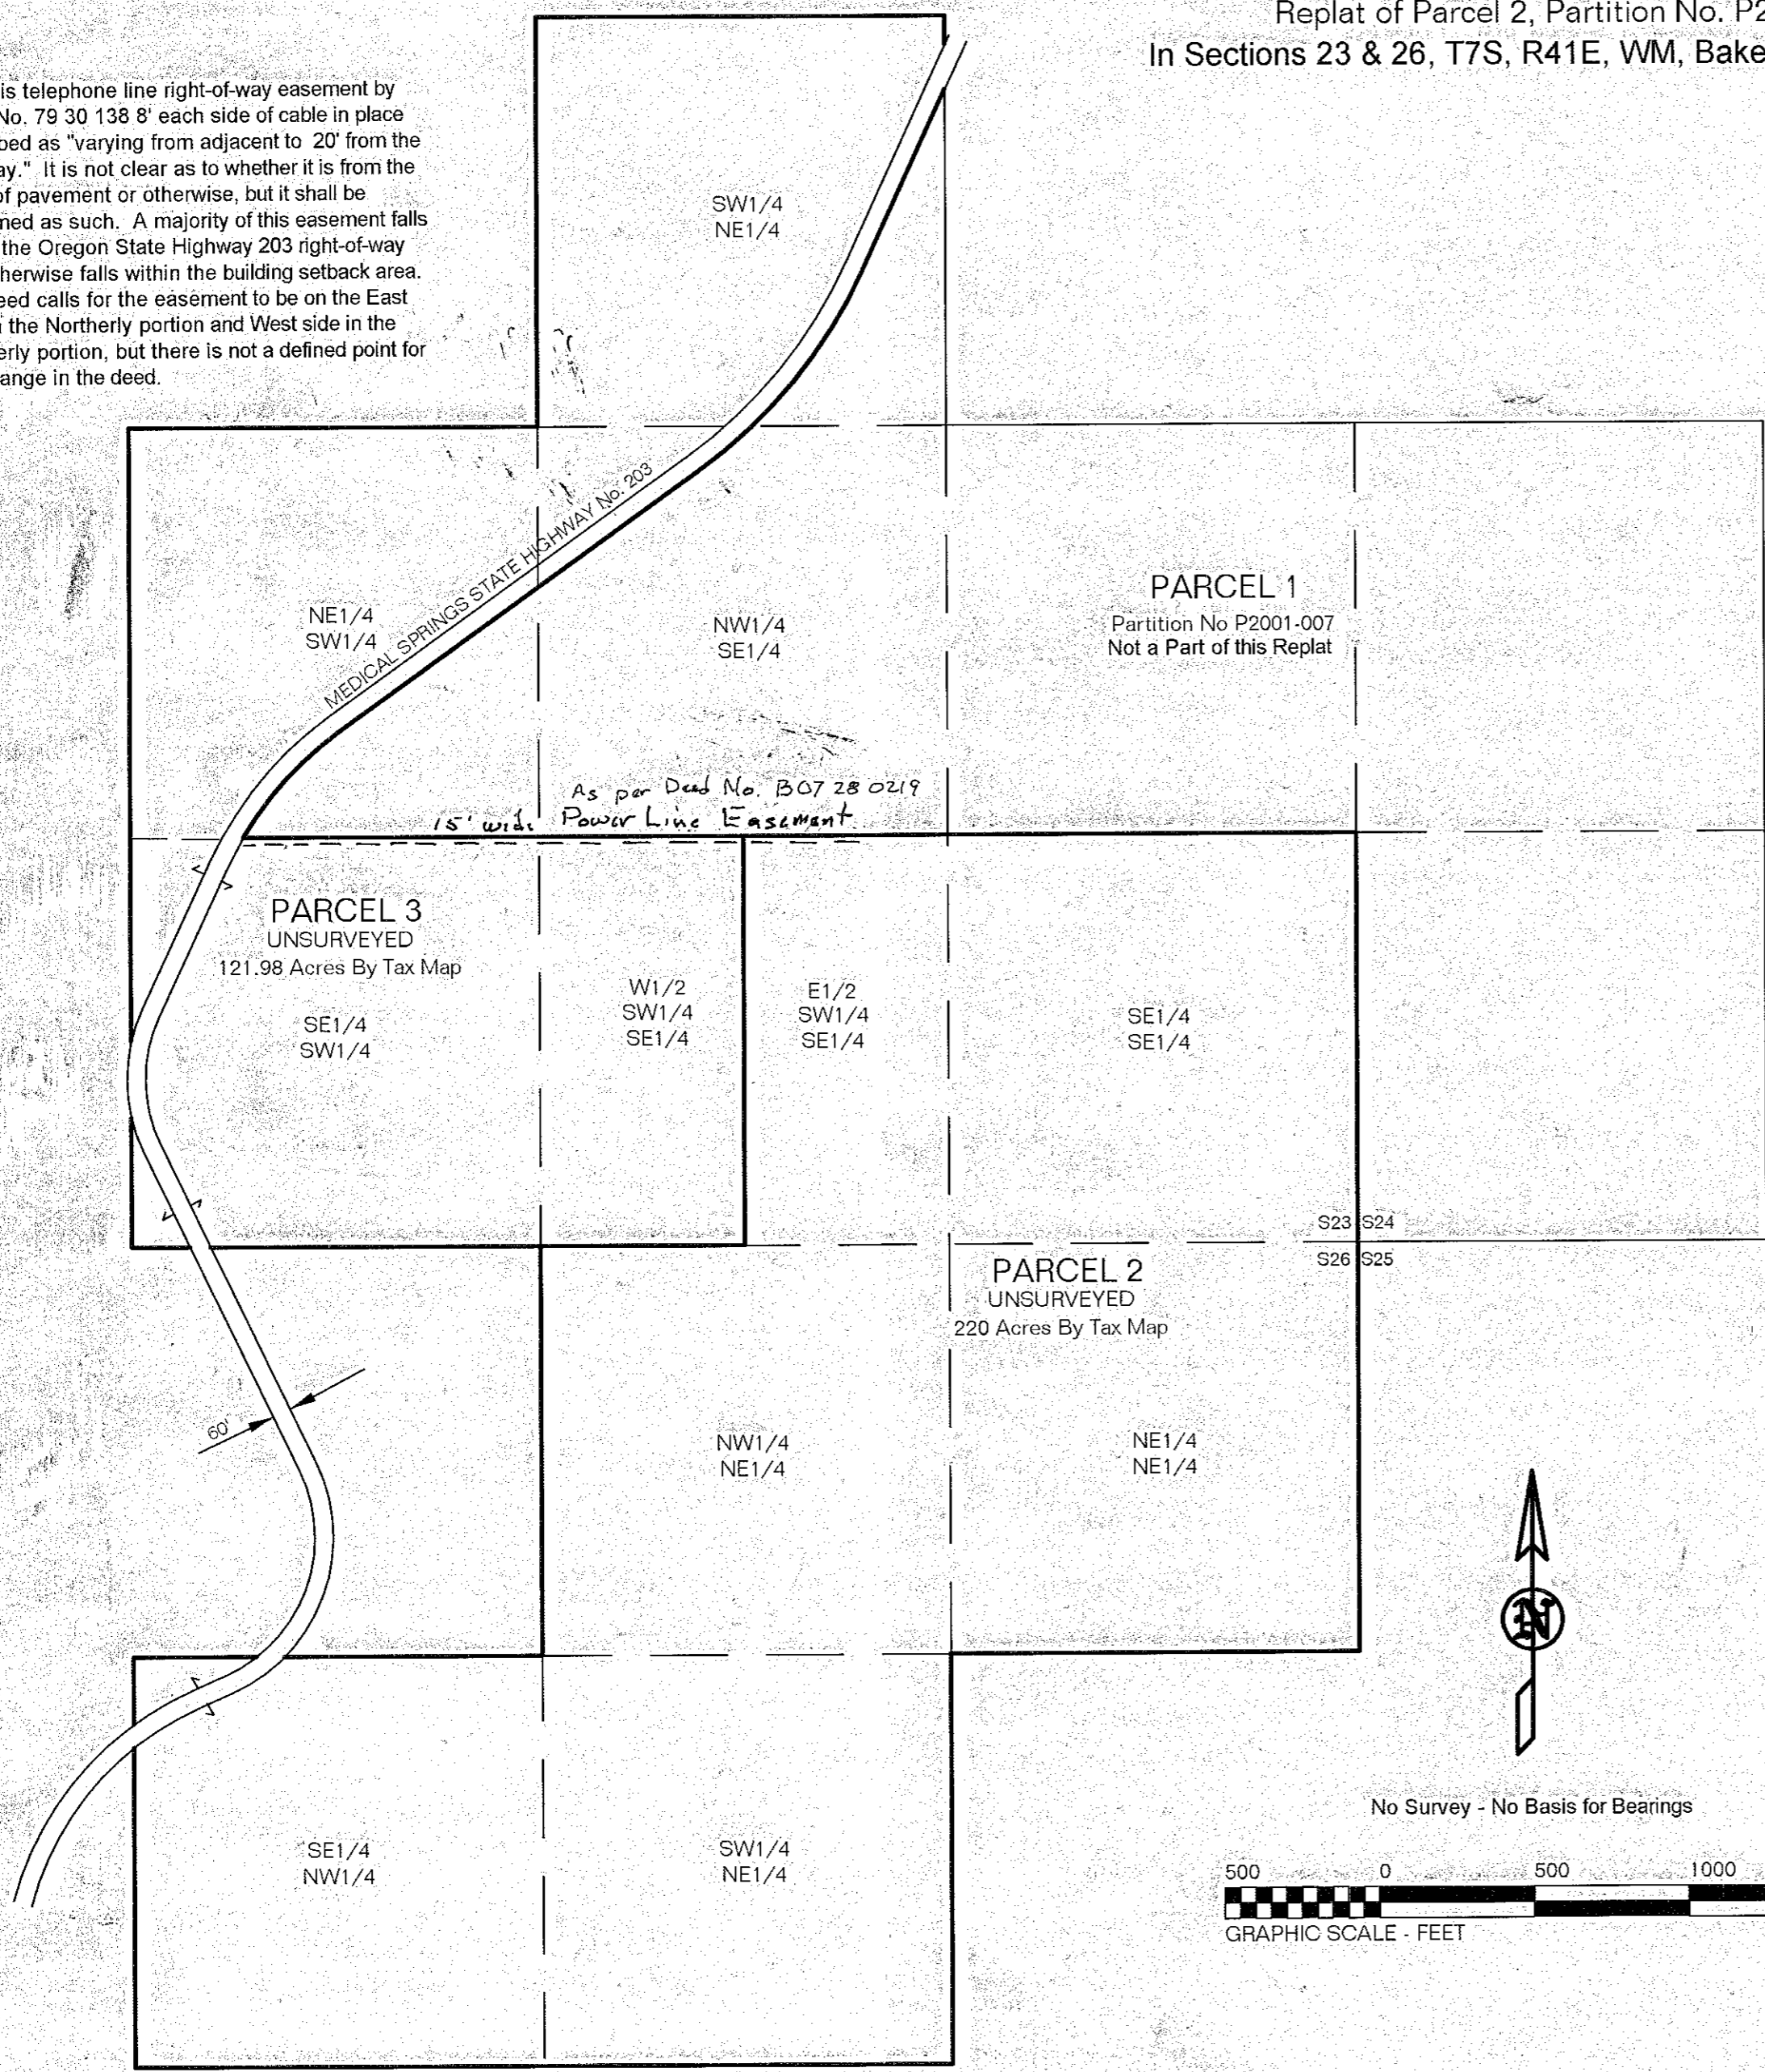 Replat of Parcel 2, Partition No. P2
In Sections 23 & 26, T7S, R41E, WM, Bake
is telephone line right-of-way easement by
No. 79 30 138 8' each side of cable in place
bed as "varying from adjacent to 20' from the
ay." It is not clear as to whether it is from the
of pavement or otherwise, but it shall be
ned as such. A majority of this easement falls
the Oregon State Highway 203 right-of-way
herwise falls within the building setback area.
eed calls for the easement to be on the East
the Northerly portion and West side in the
erly portion, but there is not a defined point for
ange in the deed.
SW1/4
NE1/4
MEDICAL SPRINGS STATE HIGHWAY No. 203
NE1/4
SW1/4
NW1/4
SE1/4
PARCEL 1
Partition No P2001-007
Not a Part of this Replat
As per Deed No. B07 28 0219
15' wide Power Line Easement
PARCEL 3
UNSURVEYED
121.98 Acres By Tax Map
SE1/4
SW1/4
W1/2
SW1/4
SE1/4
E1/2
SW1/4
SE1/4
SE1/4
SE1/4
S23 S24
S26 S25
PARCEL 2
UNSURVEYED
220 Acres By Tax Map
60'
NW1/4
NE1/4
NE1/4
NE1/4
N
No Survey - No Basis for Bearings
SE1/4
NW1/4
SW1/4
NE1/4
500 0 500 1000
GRAPHIC SCALE - FEET